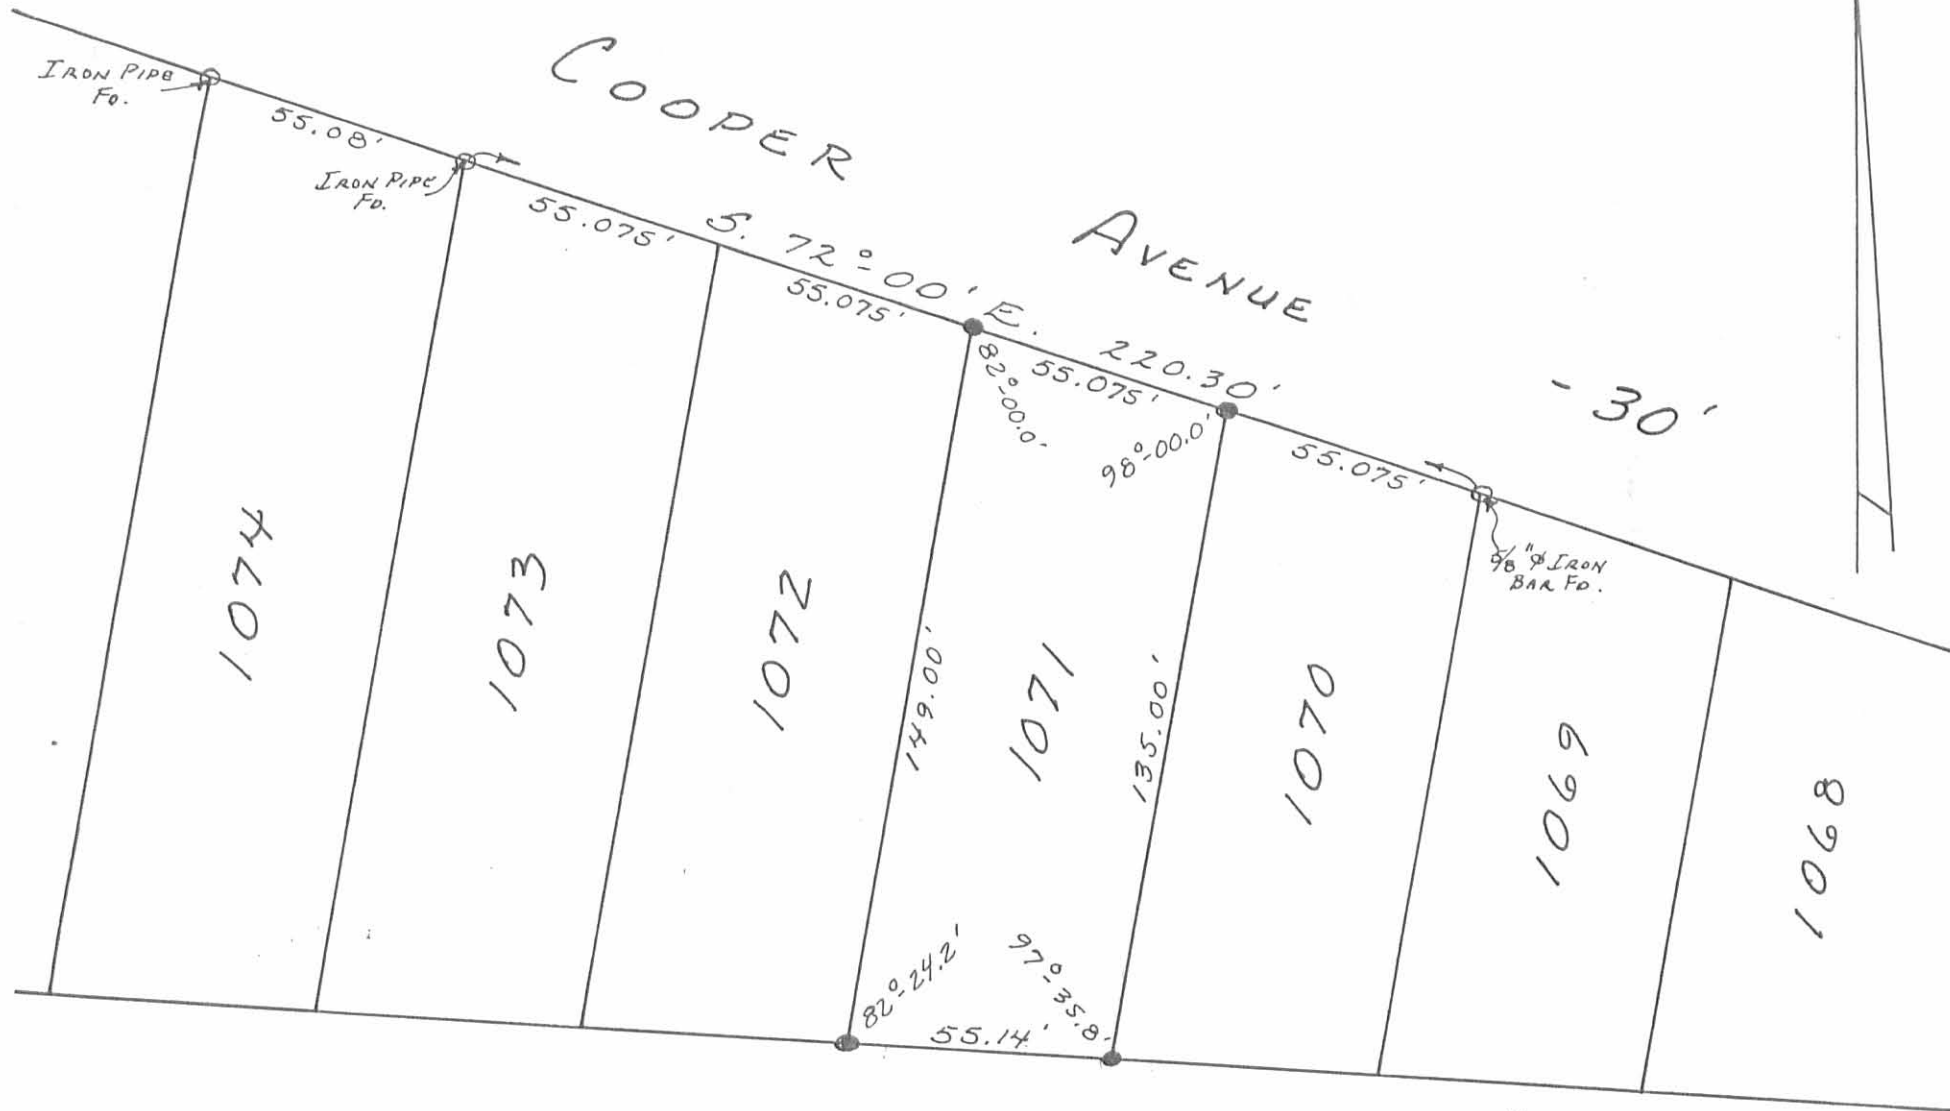 COOPER AVENUE - 30'
IRON PIPE
FD.
55.08'
IRON PIPE
FD.
55.075'
S. 72°-00' E. 220.30'
55.075'
55.075'
55.075'
82°-00.0'
98°-00.0'
5/8"ø IRON
BAR FD.
1074
1073
1072
149.00'
1071
135.00'
1070
1069
1068
82°-24.2'
97°-35.8'
55.14'